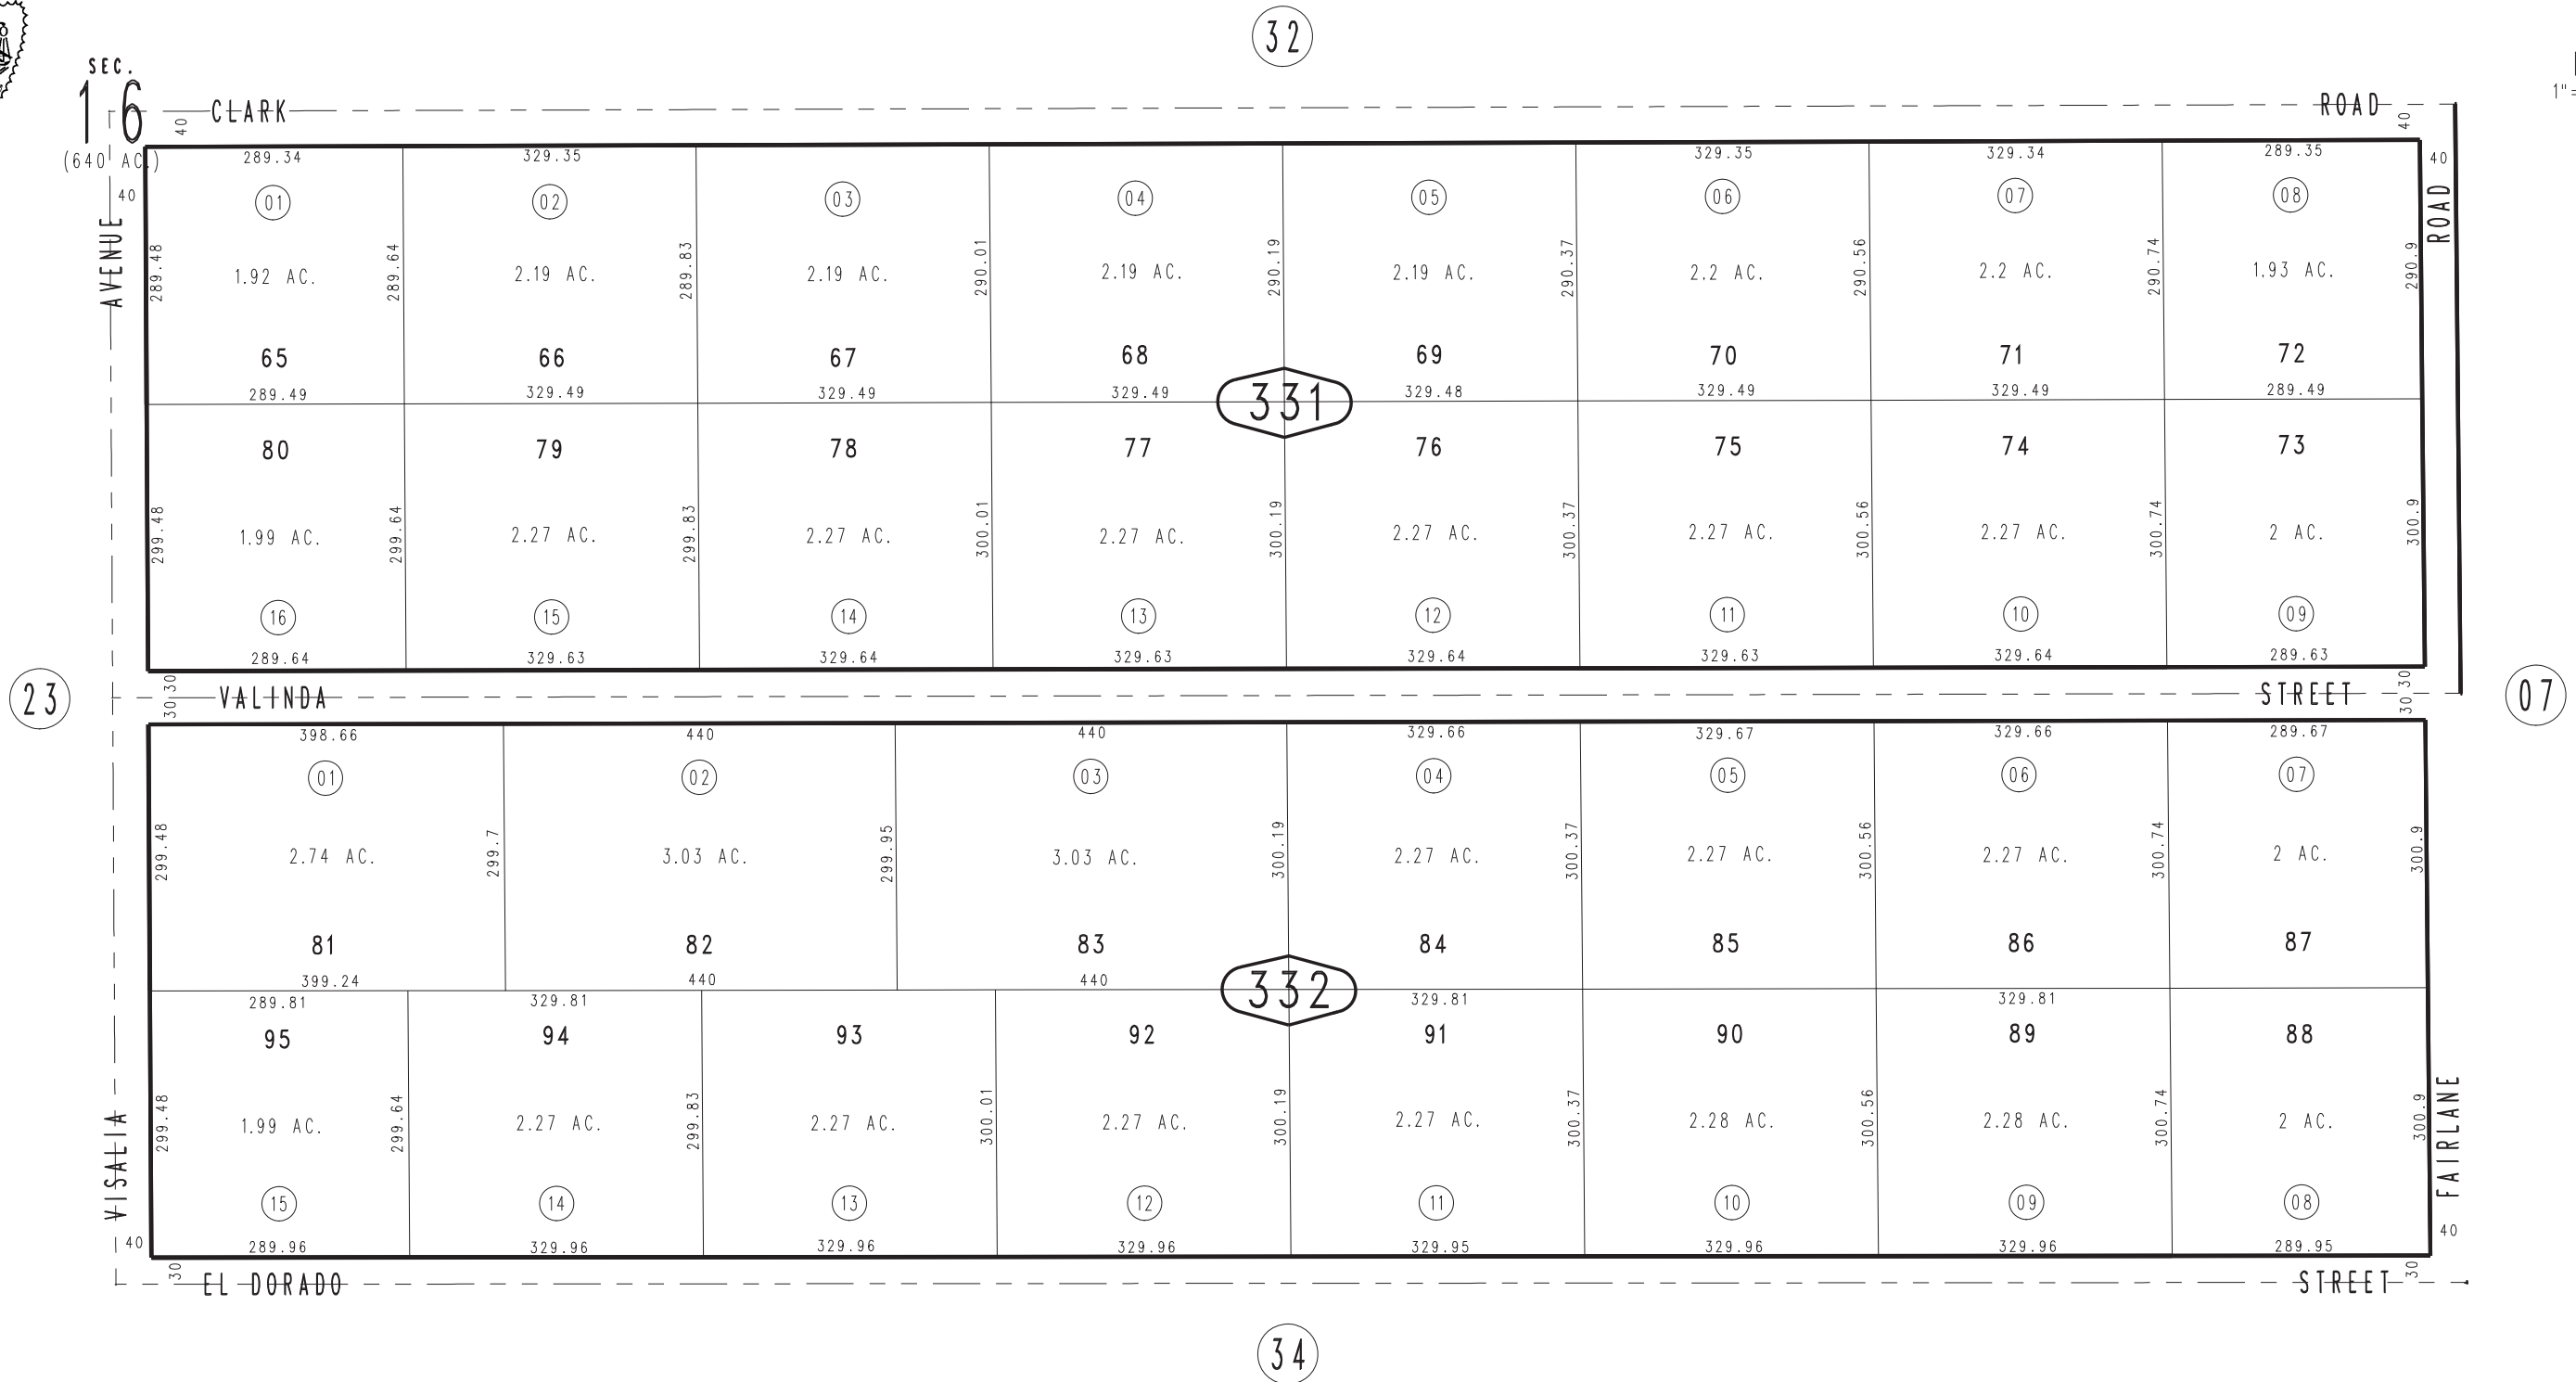 32
SEC.
16
(640 AC.)
CLARK ROAD
1"=
40 40
289.34 329.35 329.35 329.34 289.35
40 40
01 02 03 04 05 06 07 08
AVENUE ROAD
289.48 289.64 289.83 290.01 290.19 290.37 290.56 290.74 290.9
1.92 AC. 2.19 AC. 2.19 AC. 2.19 AC. 2.19 AC. 2.2 AC. 2.2 AC. 1.93 AC.
65 66 67 68 69 70 71 72
289.49 329.49 329.49 329.49 329.48 329.49 329.49 289.49
331
80 79 78 77 76 75 74 73
299.48 299.64 299.83 300.01 300.19 300.37 300.56 300.74 300.9
1.99 AC. 2.27 AC. 2.27 AC. 2.27 AC. 2.27 AC. 2.27 AC. 2.27 AC. 2 AC.
16 15 14 13 12 11 10 09
289.64 329.63 329.64 329.63 329.64 329.63 329.64 289.63
30 30
23 VALINDA STREET 07
30 30
398.66 440 440 329.66 329.67 329.66 289.67
01 02 03 04 05 06 07
299.48 299.7 299.95 300.19 300.37 300.56 300.74 300.9
2.74 AC. 3.03 AC. 3.03 AC. 2.27 AC. 2.27 AC. 2.27 AC. 2 AC.
81 82 83 84 85 86 87
399.24 440 440
332
289.81 329.81 329.81 329.81
95 94 93 92 91 90 89 88
299.48 299.64 299.83 300.01 300.19 300.37 300.56 300.74 300.9
1.99 AC. 2.27 AC. 2.27 AC. 2.27 AC. 2.27 AC. 2.28 AC. 2.28 AC. 2 AC.
VISALIA FAIRLANE
15 14 13 12 11 10 09 08
40 40
289.96 329.96 329.96 329.96 329.95 329.96 329.96 289.95
30 30
EL DORADO STREET
34